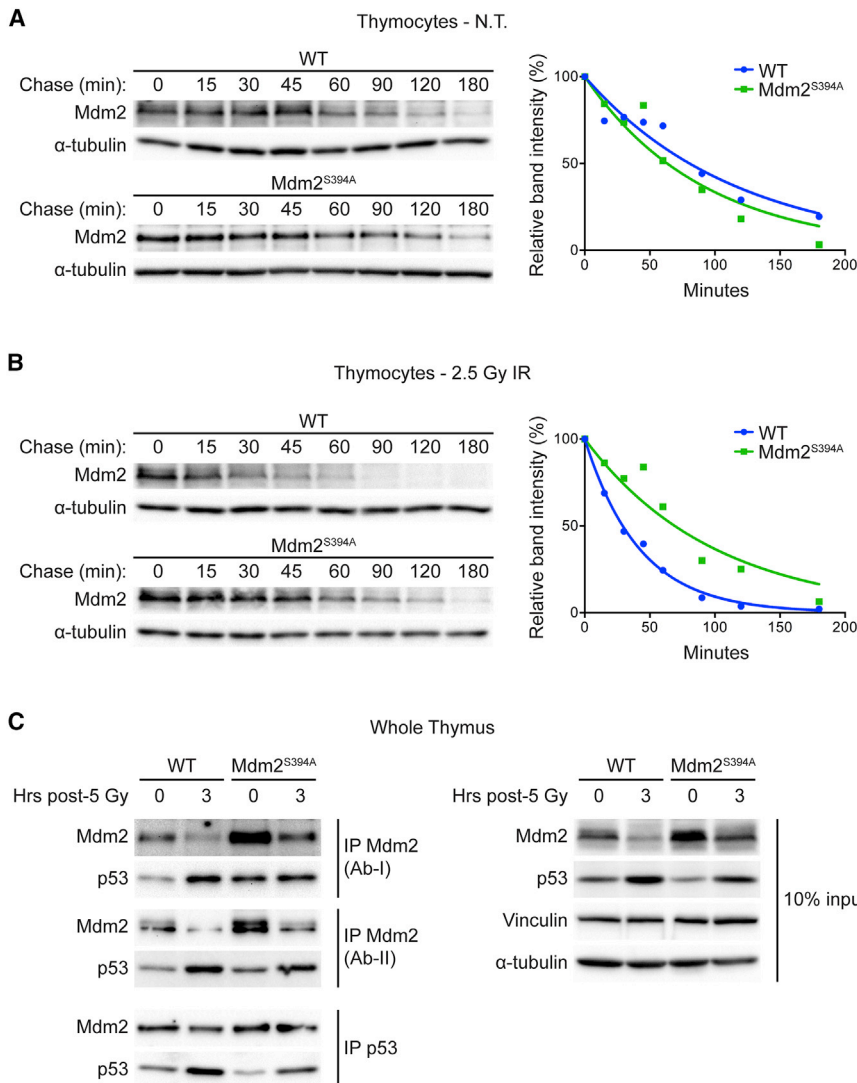 A
Thymocytes - N.T.
WT
Chase (min): 0 15 30 45 60 90 120 180
Mdm2
α-tubulin
Mdm2S394A
Chase (min): 0 15 30 45 60 90 120 180
Mdm2
α-tubulin
Relative band intensity (%)
100
50
0
0 50 100 150 200
Minutes
WT
Mdm2S394A
B
Thymocytes - 2.5 Gy IR
WT
Chase (min): 0 15 30 45 60 90 120 180
Mdm2
α-tubulin
Mdm2S394A
Chase (min): 0 15 30 45 60 90 120 180
Mdm2
α-tubulin
Relative band intensity (%)
100
50
0
0 50 100 150 200
Minutes
WT
Mdm2S394A
C
Whole Thymus
WT Mdm2S394A
Hrs post-5 Gy 0 3 0 3
Mdm2
p53
IP Mdm2
(Ab-I)
Mdm2
p53
IP Mdm2
(Ab-II)
Mdm2
p53
IP p53
WT Mdm2S394A
Hrs post-5 Gy 0 3 0 3
Mdm2
p53
Vinculin
α-tubulin
10% inpu